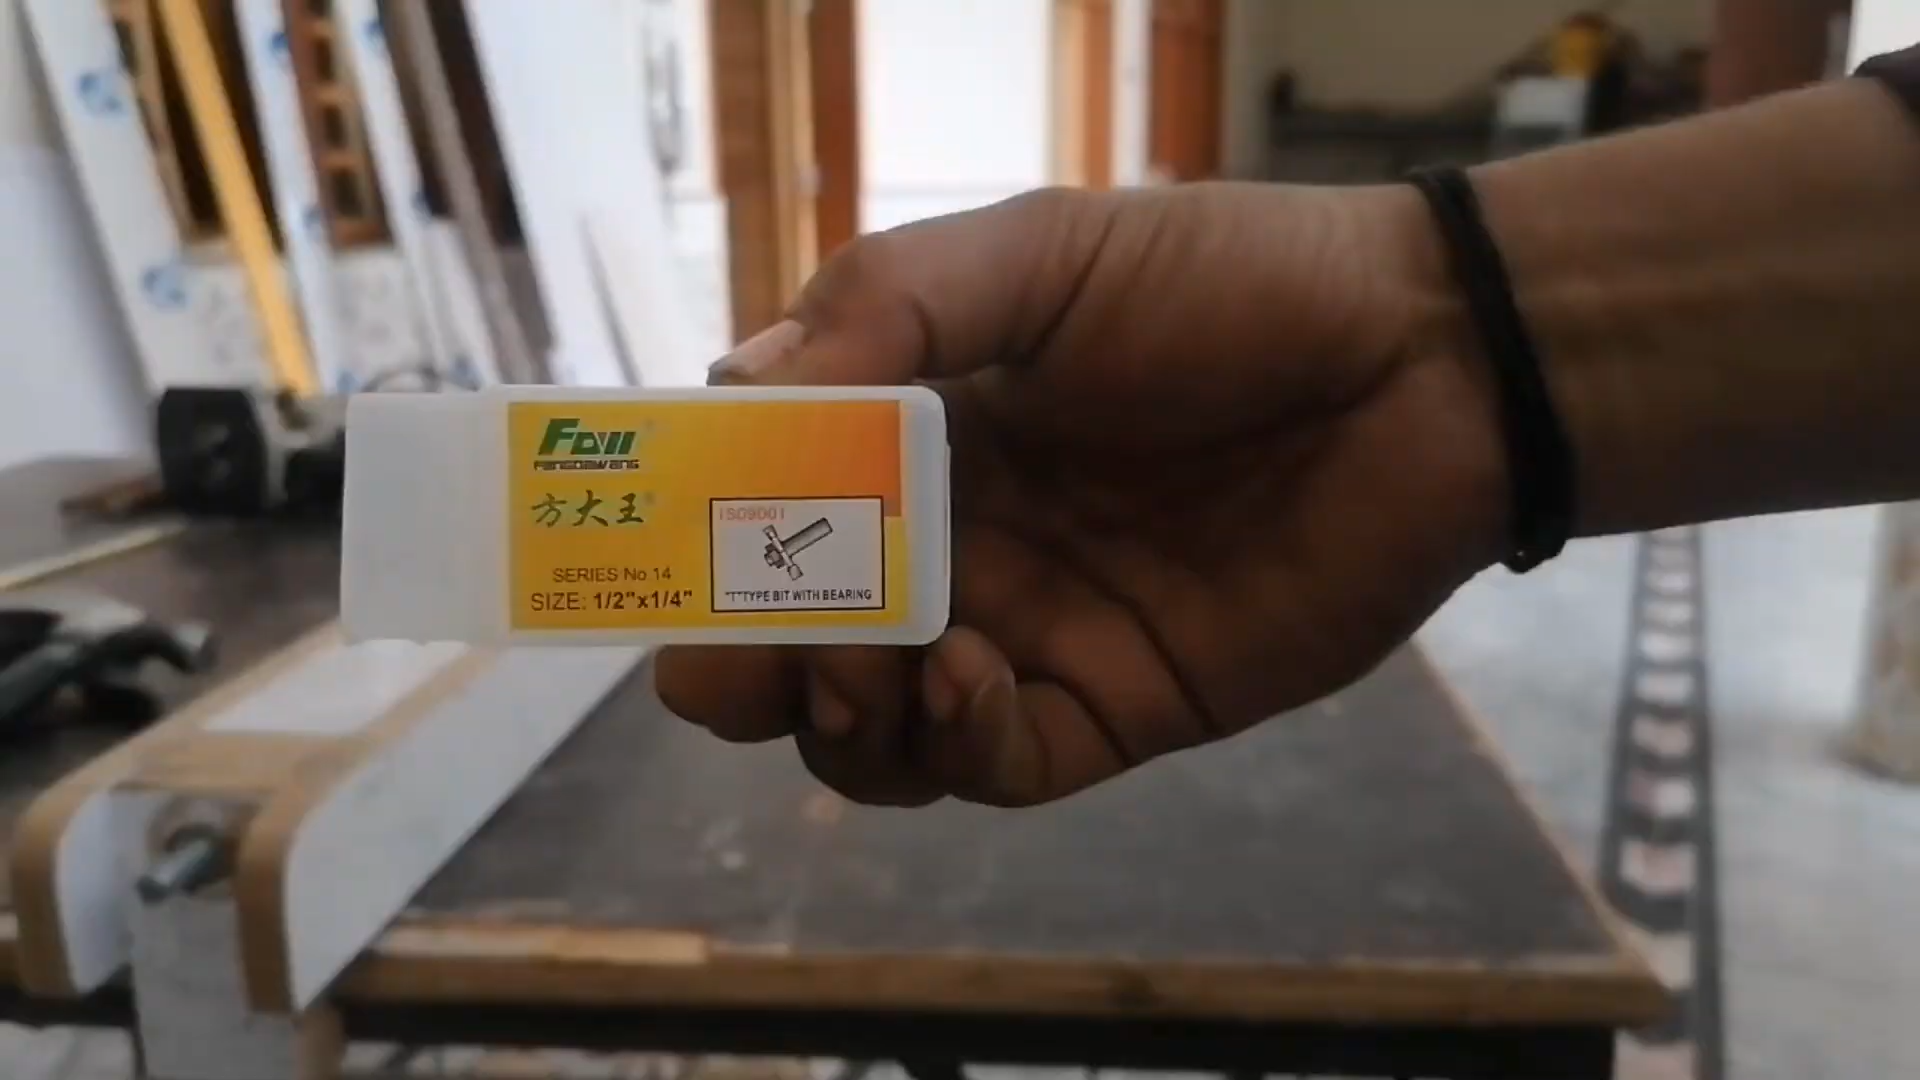 FDW
FANGDAWANG
方大王
ISO9001
SERIES No 14
SIZE: 1/2"x1/4"
"T"TYPE BIT WITH BEARING